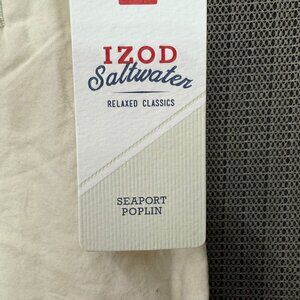 IZOD
Saltwater
RELAXED CLASSICS
SEAPORT
POPLIN